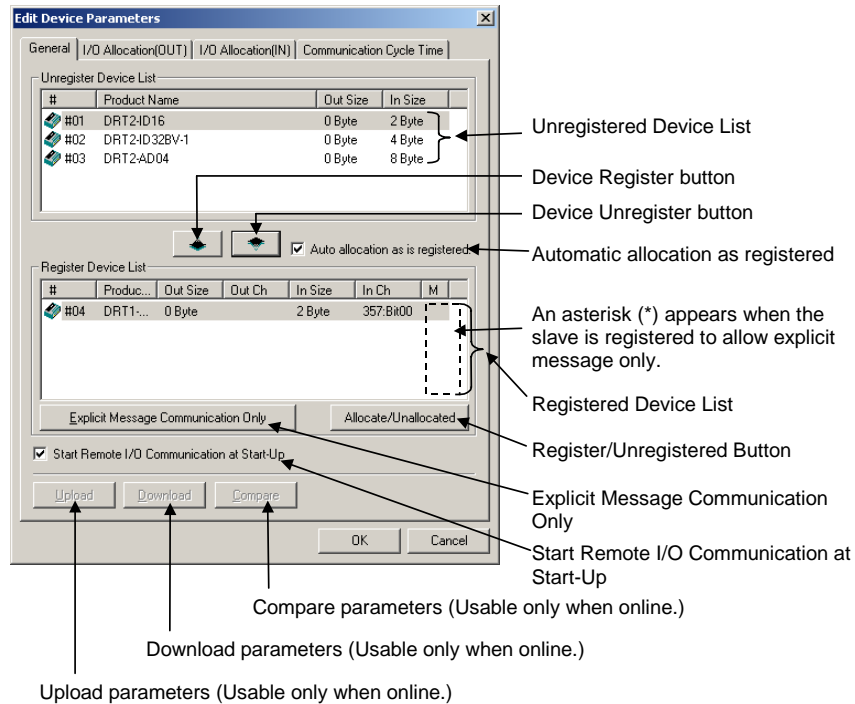 Edit Device Parameters
General I/O Allocation(OUT) I/O Allocation(IN) Communication Cycle Time
Unregister Device List
# Product Name Out Size In Size
#01 DRT2-ID16 0 Byte 2 Byte
#02 DRT2-ID32BV-1 0 Byte 4 Byte
#03 DRT2-AD04 0 Byte 8 Byte
Unregistered Device List
Device Register button
Device Unregister button
Auto allocation as is registered
Automatic allocation as registered
Register Device List
# Produc... Out Size Out Ch In Size In Ch M
#04 DRT1-... 0 Byte 2 Byte 357:Bit00
An asterisk (*) appears when the
slave is registered to allow explicit
message only.
Registered Device List
Explicit Message Communication Only Allocate/Unallocated
Register/Unregistered Button
Start Remote I/O Communication at Start-Up
Upload Download Compare
Explicit Message Communication
Only
OK Cancel
Start Remote I/O Communication at
Start-Up
Compare parameters (Usable only when online.)
Download parameters (Usable only when online.)
Upload parameters (Usable only when online.)